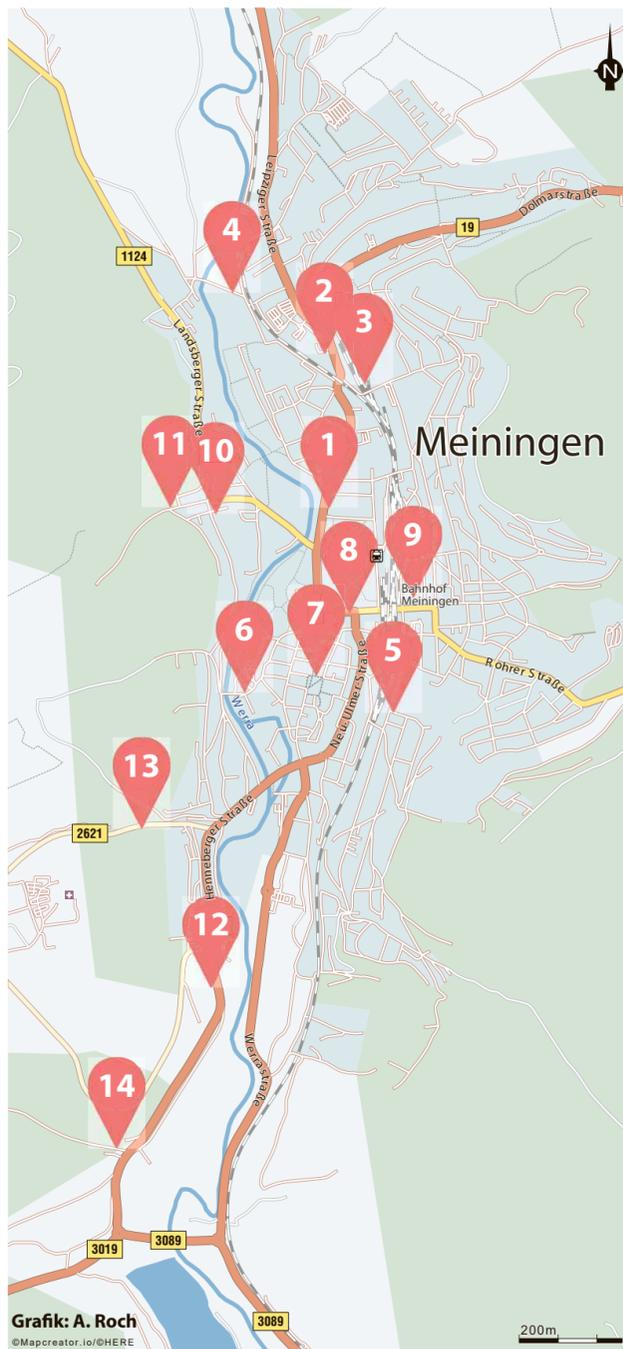 N
Leipziger Straße
Dolmarstraße
19
4
1124
2
3
Landsberger Straße
Meiningen
11
10
1
9
8
Bahnhof
Meiningen
7
6
5
Rohrer Straße
Werra
Neu-Ulmer Straße
13
2621
Henneberger Straße
12
Werrastraße
14
3089
3019
3089
Grafik: A. Roch
©Mapcreator.io/©HERE
200m